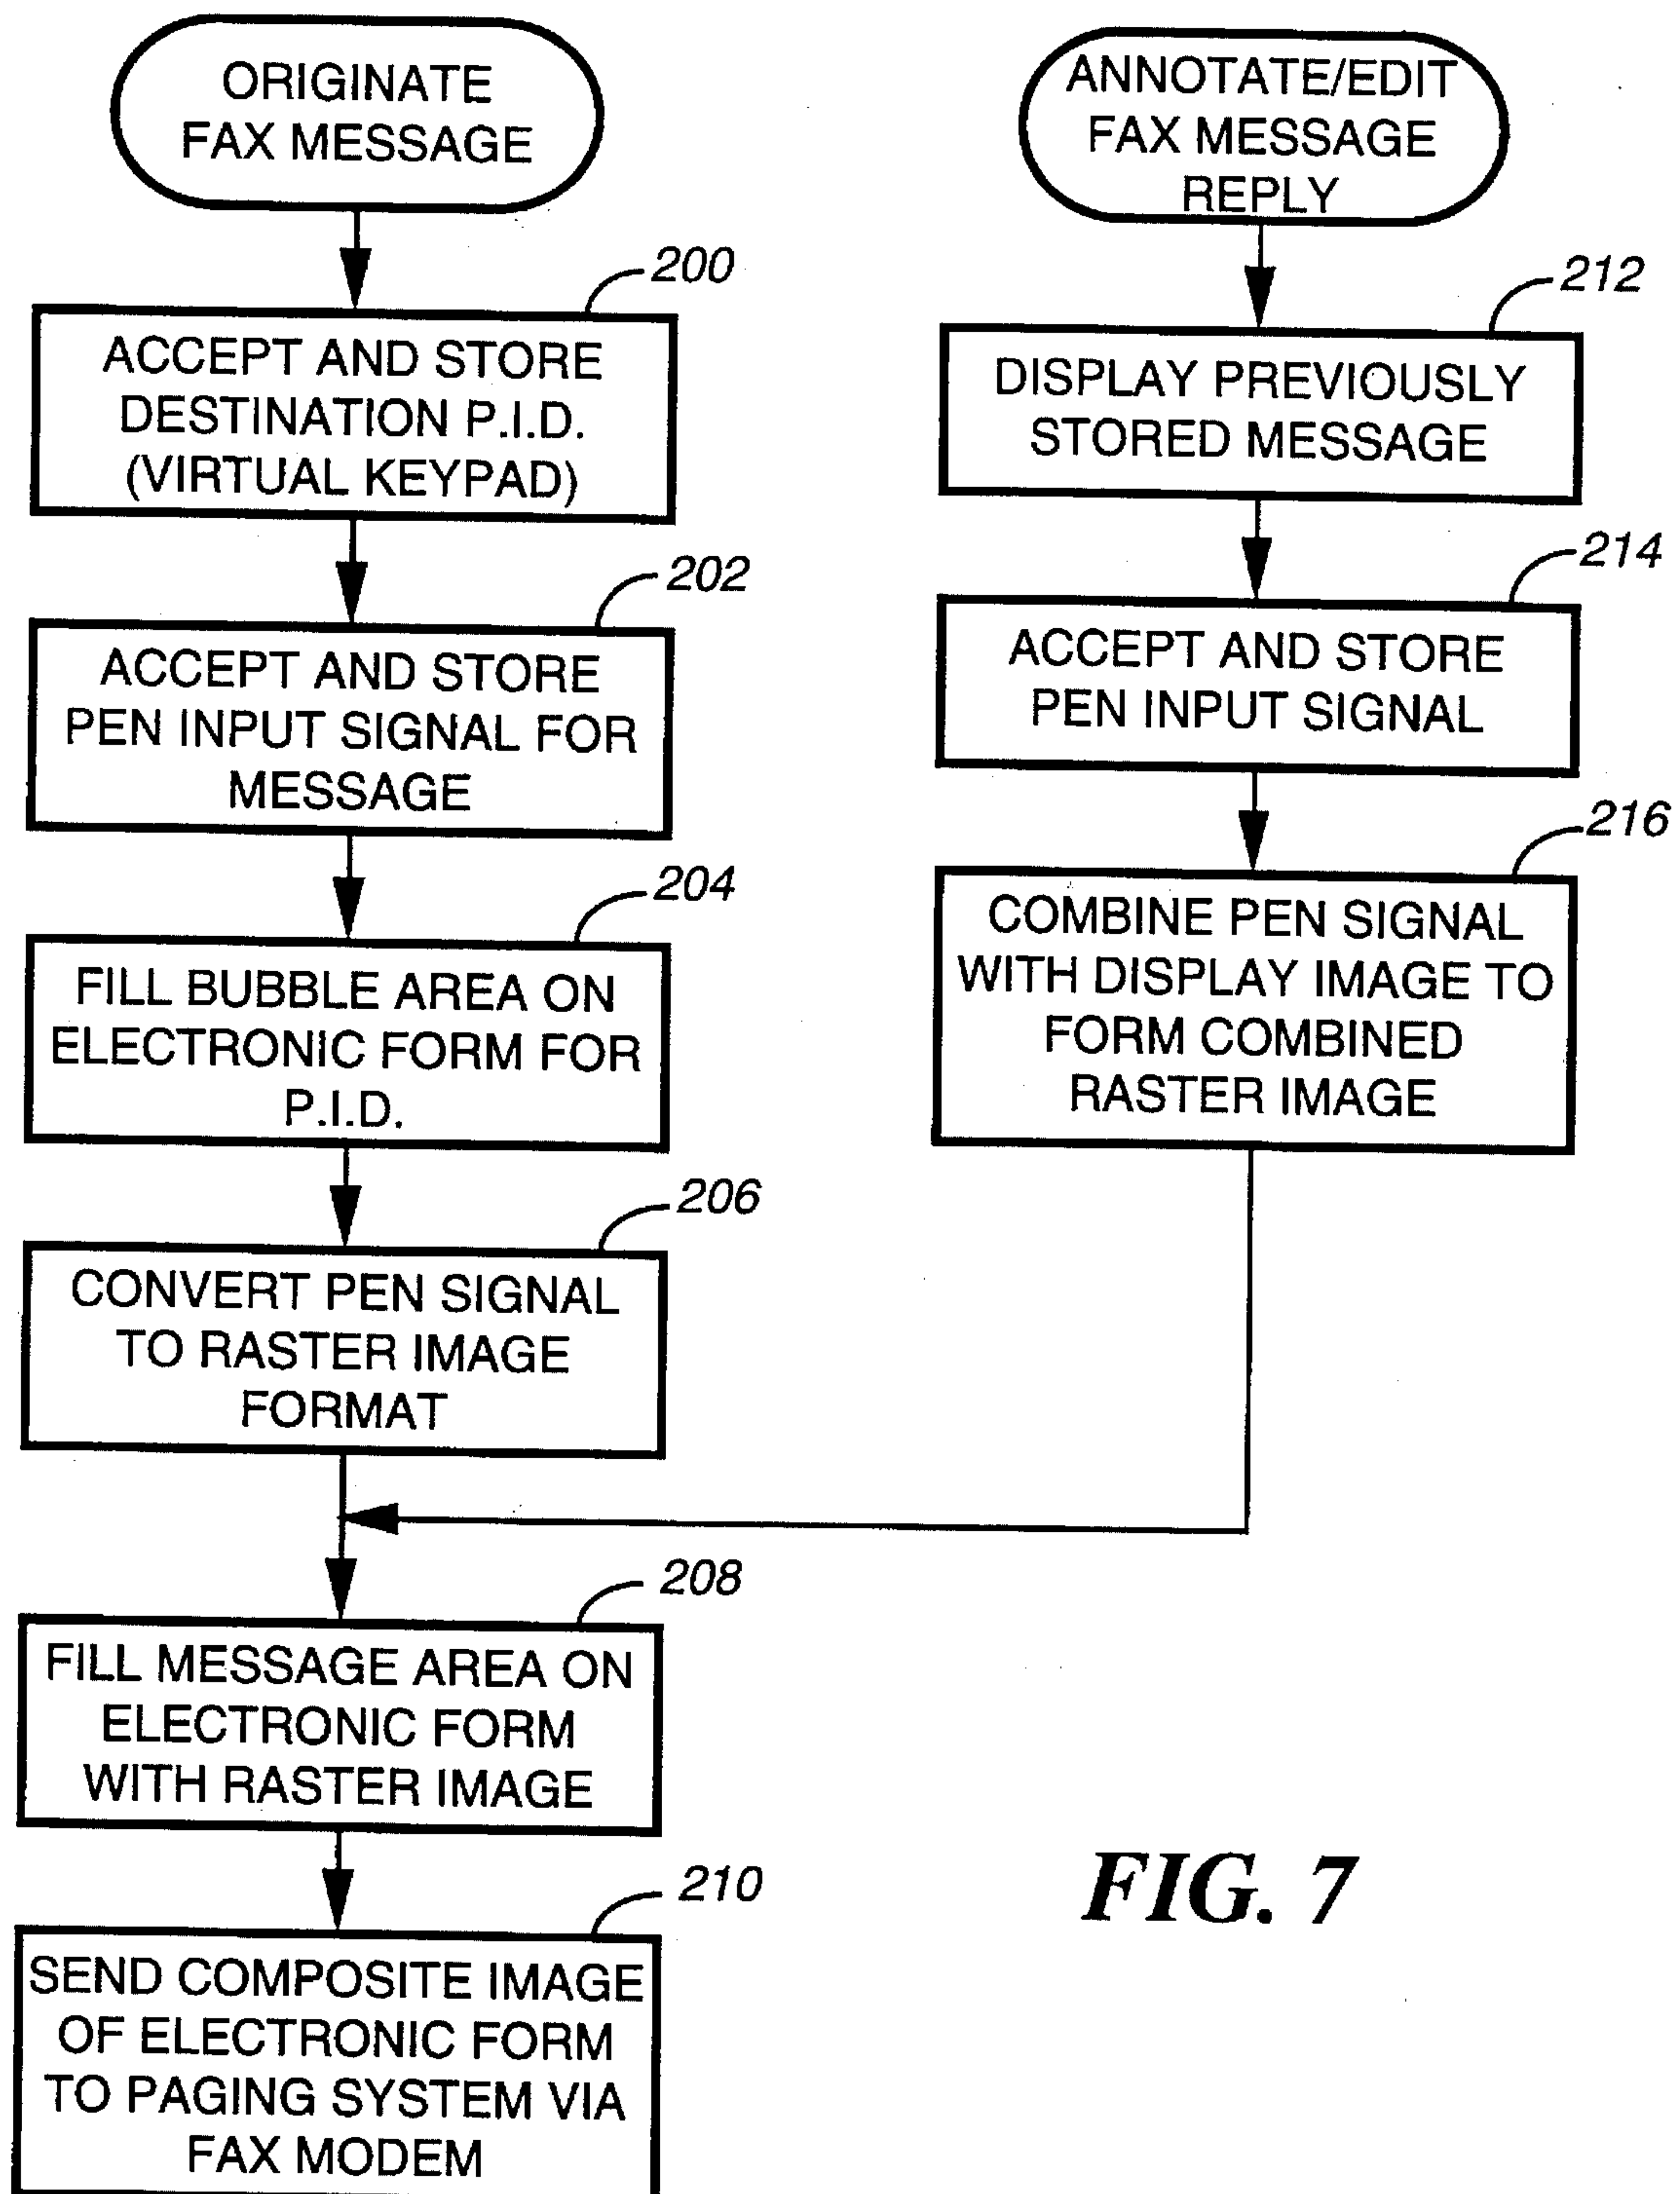 ORIGINATE
FAX MESSAGE
200
ACCEPT AND STORE
DESTINATION P.I.D.
(VIRTUAL KEYPAD)
202
ACCEPT AND STORE
PEN INPUT SIGNAL FOR
MESSAGE
204
FILL BUBBLE AREA ON
ELECTRONIC FORM FOR
P.I.D.
206
CONVERT PEN SIGNAL
TO RASTER IMAGE
FORMAT
208
FILL MESSAGE AREA ON
ELECTRONIC FORM
WITH RASTER IMAGE
210
SEND COMPOSITE IMAGE
OF ELECTRONIC FORM
TO PAGING SYSTEM VIA
FAX MODEM
ANNOTATE/EDIT
FAX MESSAGE
REPLY
212
DISPLAY PREVIOUSLY
STORED MESSAGE
214
ACCEPT AND STORE
PEN INPUT SIGNAL
216
COMBINE PEN SIGNAL
WITH DISPLAY IMAGE TO
FORM COMBINED
RASTER IMAGE
FIG. 7